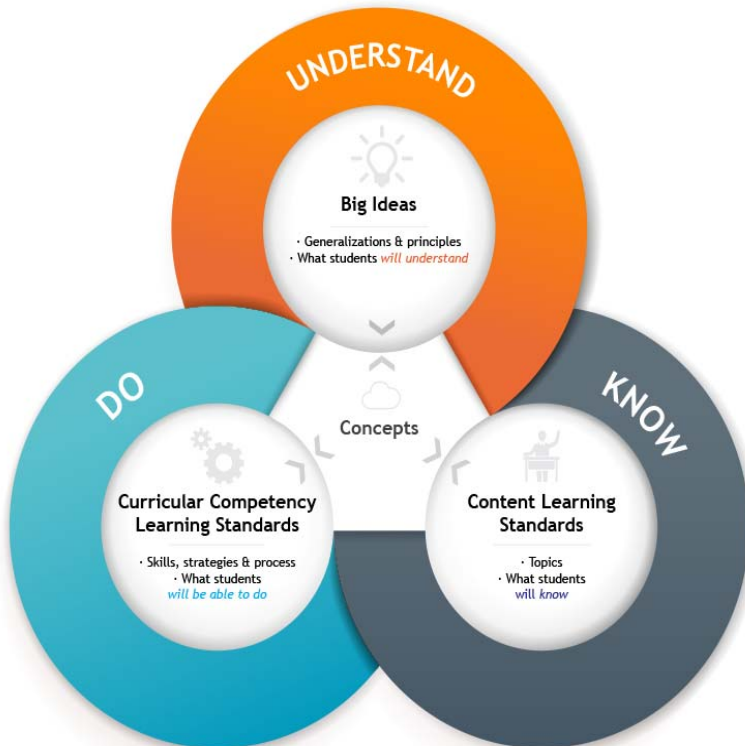 UNDERSTAND
Big Ideas
· Generalizations & principles
· What students will understand
DO
KNOW
Concepts
Curricular Competency
Learning Standards
· Skills, strategies & process
· What students
will be able to do
Content Learning
Standards
· Topics
· What students
will know